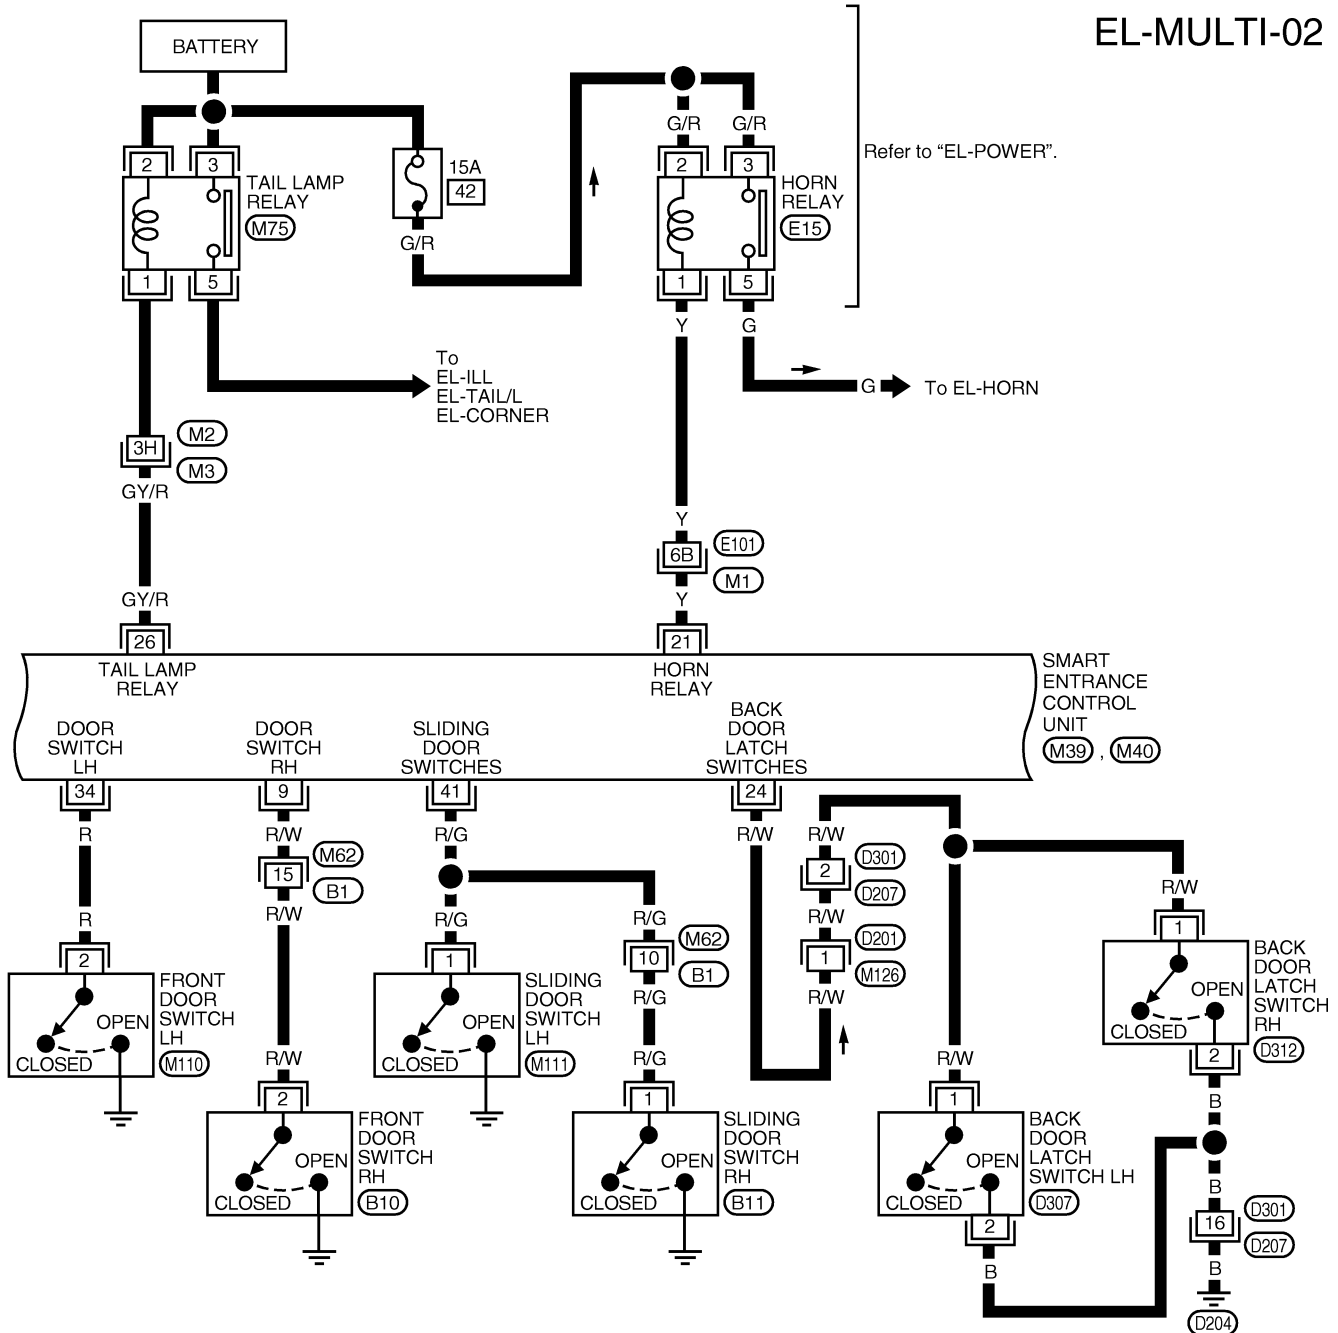 EL-MULTI-02
BATTERY
G/R
G/R
Refer to “EL-POWER”.
2
3
15A
42
2
3
TAIL LAMP
RELAY
M75
HORN
RELAY
E15
G/R
1
5
1
5
Y
G
To
EL-ILL
EL-TAIL/L
EL-CORNER
G
To EL-HORN
3H
M2
M3
GY/R
Y
6B
E101
M1
GY/R
Y
26
21
TAIL LAMP
RELAY
HORN
RELAY
SMART
ENTRANCE
CONTROL
UNIT
M39 , M40
DOOR
SWITCH
LH
DOOR
SWITCH
RH
SLIDING
DOOR
SWITCHES
BACK
DOOR
LATCH
SWITCHES
34
9
41
24
R
R/W
R/G
R/W
R/W
15
M62
B1
2
D301
D207
R/W
R
R/W
R/G
R/G
R/W
10
M62
B1
1
D201
M126
1
2
1
R/G
R/W
FRONT
DOOR
SWITCH
LH
M110
OPEN
CLOSED
SLIDING
DOOR
SWITCH
LH
M111
OPEN
CLOSED
BACK
DOOR
LATCH
SWITCH
RH
D312
OPEN
CLOSED
2
R/W
R/G
R/W
B
2
1
1
FRONT
DOOR
SWITCH
RH
B10
OPEN
CLOSED
SLIDING
DOOR
SWITCH
RH
B11
OPEN
CLOSED
BACK
DOOR
LATCH
SWITCH LH
D307
OPEN
CLOSED
2
B
B
16
D301
D207
B
D204